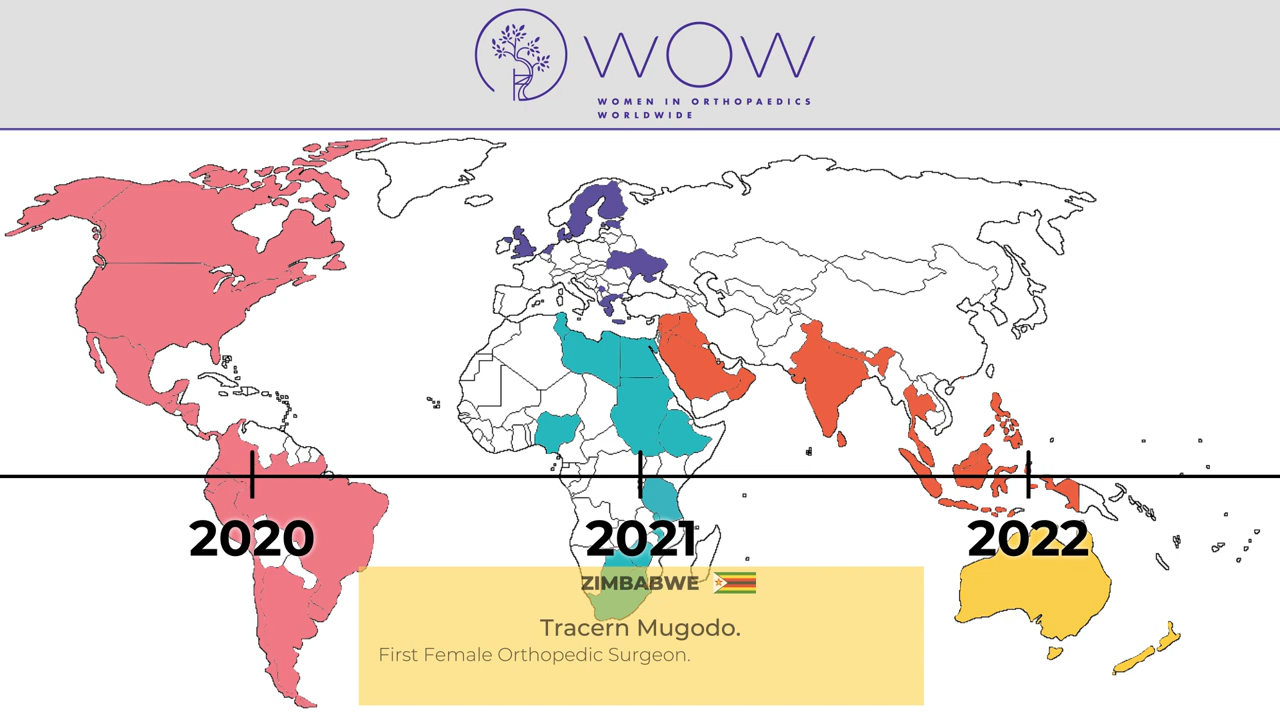 WOW
WOMEN IN ORTHOPAEDICS
WORLDWIDE
2020
2021
2022
ZIMBABWE
Tracern Mugodo.
First Female Orthopedic Surgeon.